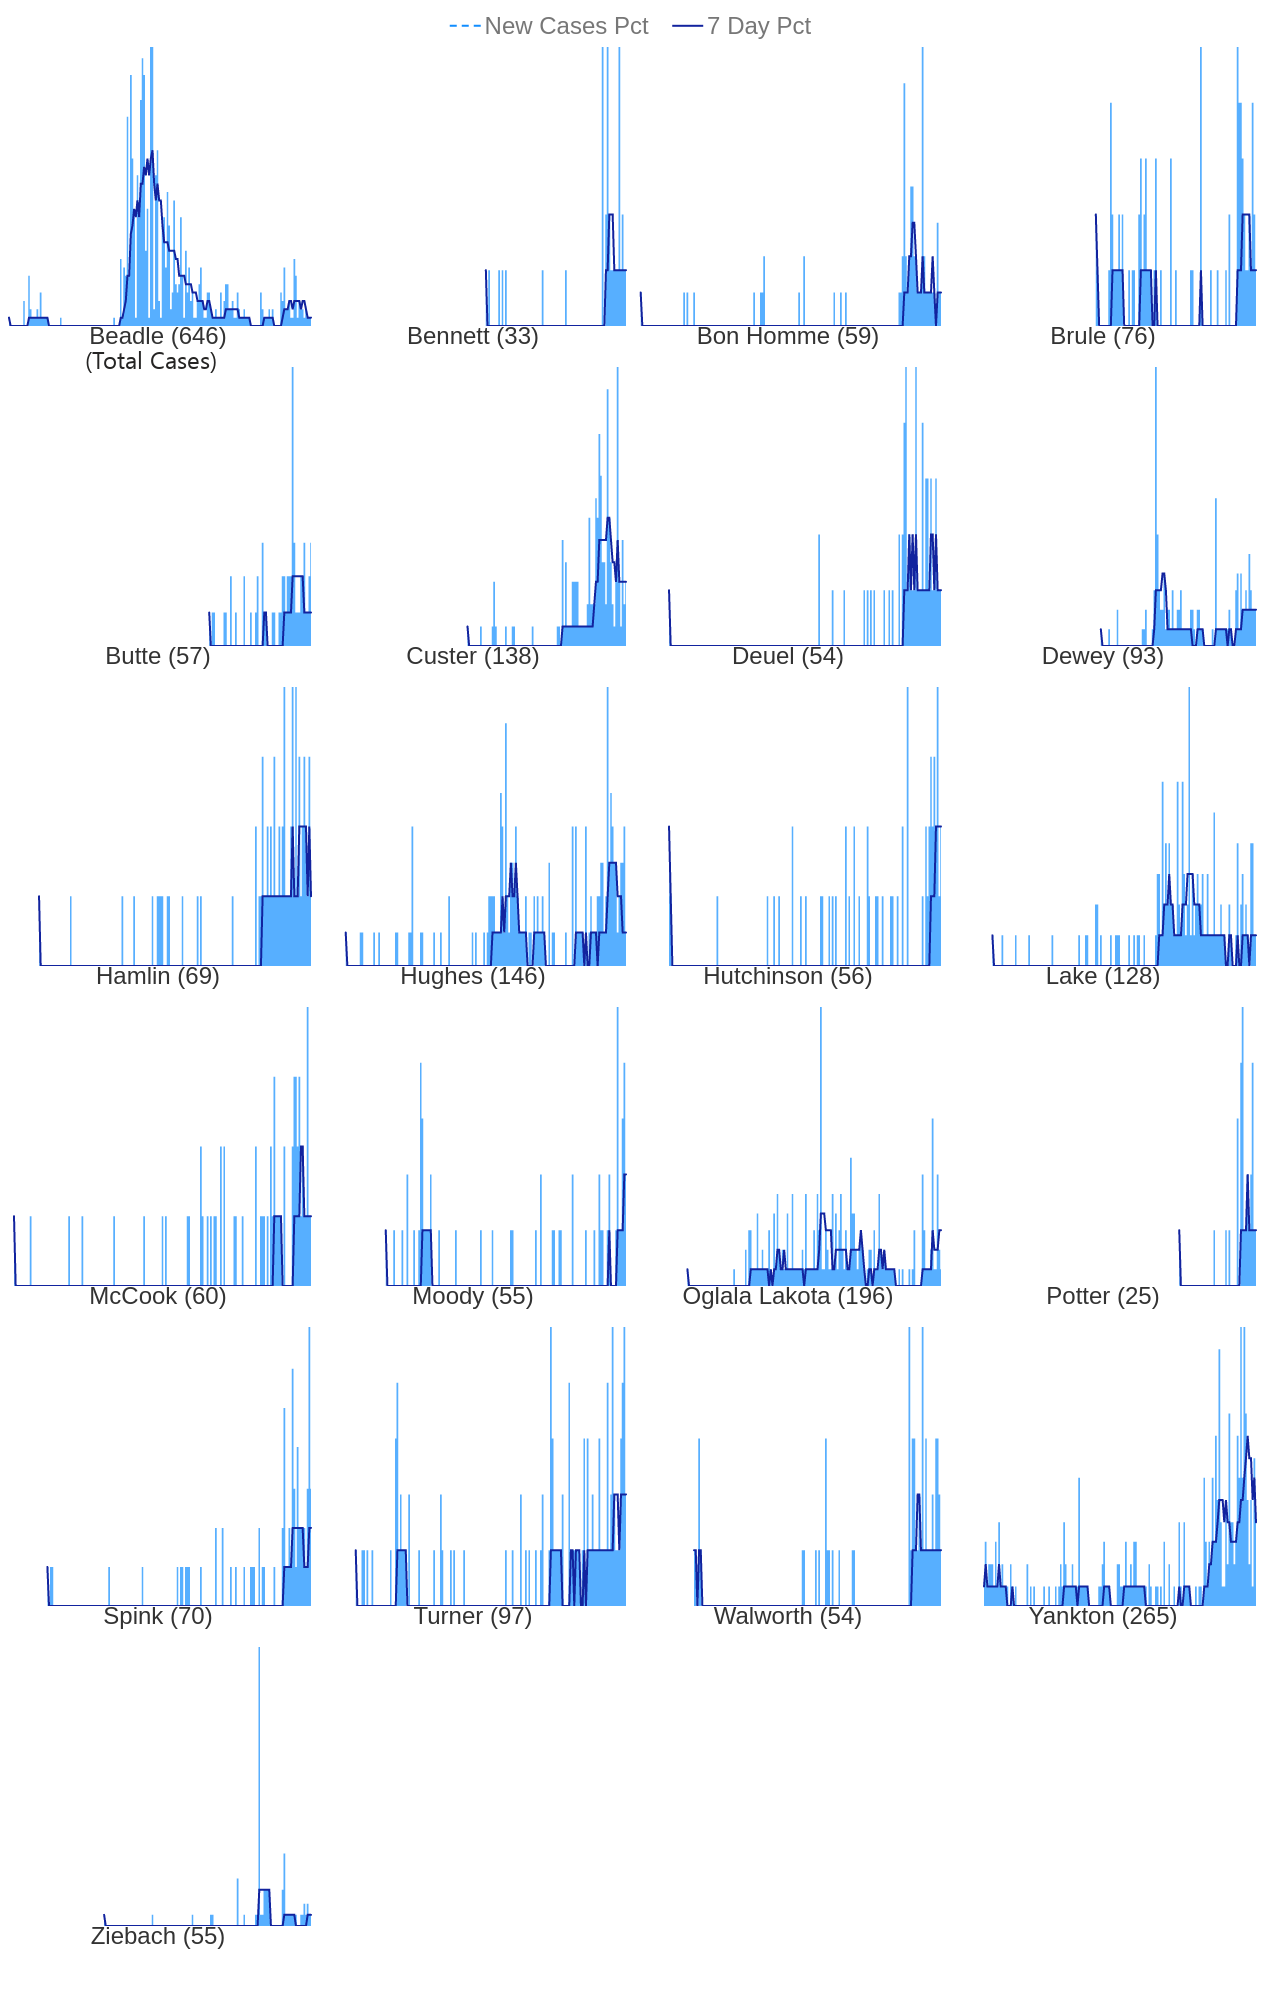 New Cases Pct 7 Day Pct
Beadle (646) Bennett (33) Bon Homme (59) Brule (76)
(Total Cases)
Butte (57) Custer (138) Deuel (54) Dewey (93)
Hamlin (69) Hughes (146) Hutchinson (56) Lake (128)
McCook (60) Moody (55) Oglala Lakota (196) Potter (25)
Spink (70) Turner (97) Walworth (54) Yankton (265)
Ziebach (55)